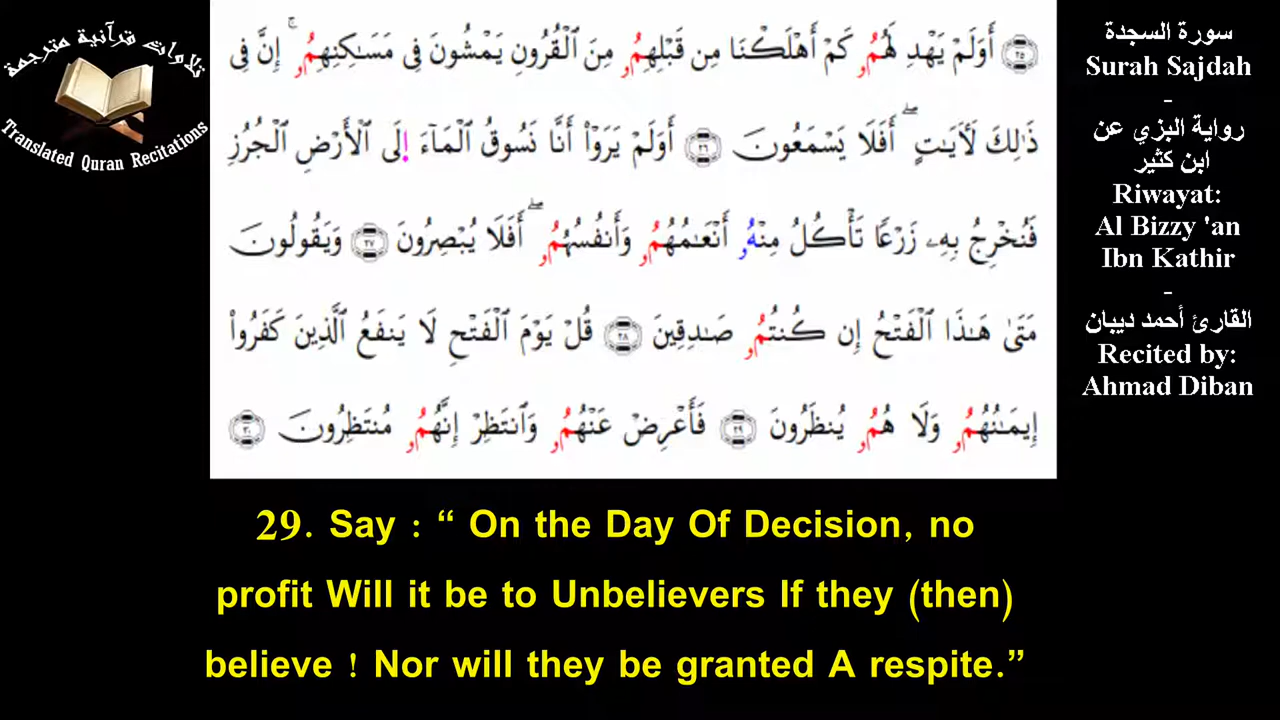 تلاوات قرآنية مترجمة
Translated Quran Recitations
۝٢٥ أَوَلَمْ يَهْدِ لَهُمُۥ كَمْ أَهْلَكْنَا مِن قَبْلِهِمُۥ مِنَ ٱلْقُرُونِ يَمْشُونَ فِى مَسَـٰكِنِهِمُۥٓ ۚ إِنَّ فِى
ذَٰلِكَ لَأَيَـٰتٍ ۖ أَفَلَا يَسْمَعُونَ ۝٢٦ أَوَلَمْ يَرَوْا۟ أَنَّا نَسُوقُ ٱلْمَآءَ إِلَى ٱلْأَرْضِ ٱلْجُرُزِ
فَنُخْرِجُ بِهِۦ زَرْعًا تَأْكُلُ مِنْهُۥ أَنْعَـٰمُهُمُۥ وَأَنفُسُهُمُۥٓ ۖ أَفَلَا يُبْصِرُونَ ۝٢٧ وَيَقُولُونَ
مَتَىٰ هَـٰذَا ٱلْفَتْحُ إِن كُنتُمُۥ صَـٰدِقِينَ ۝٢٨ قُلْ يَوْمَ ٱلْفَتْحِ لَا يَنفَعُ ٱلَّذِينَ كَفَرُوٓا۟
إِيمَـٰنُهُمُۥ وَلَا هُمُۥ يُنظَرُونَ ۝٢٩ فَأَعْرِضْ عَنْهُمُۥ وَٱنتَظِرْ إِنَّهُمُۥ مُنتَظِرُونَ ۝٣٠
سورة السجدة
Surah Sajdah
-
رواية البزي عن
ابن كثير
Riwayat:
Al Bizzy 'an
Ibn Kathir
-
القارئ أحمد ديبان
Recited by:
Ahmad Diban
29. Say : “ On the Day Of Decision, no
profit Will it be to Unbelievers If they (then)
believe ! Nor will they be granted A respite.”